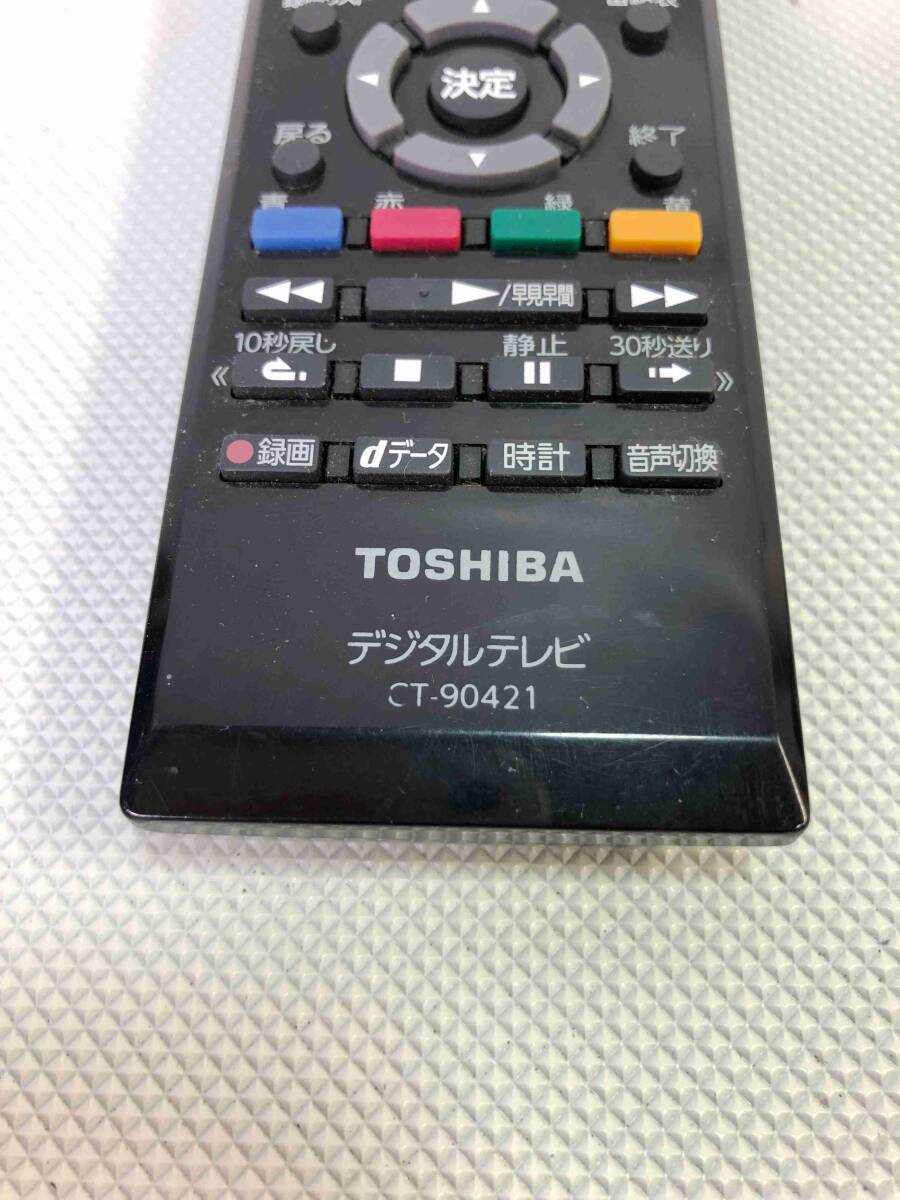 決定
戻る 終了
青 赤 緑 黄
/早見早聞
10秒戻し 静止 30秒送り
録画 dデータ 時計 音声切換
TOSHIBA
デジタルテレビ
CT-90421